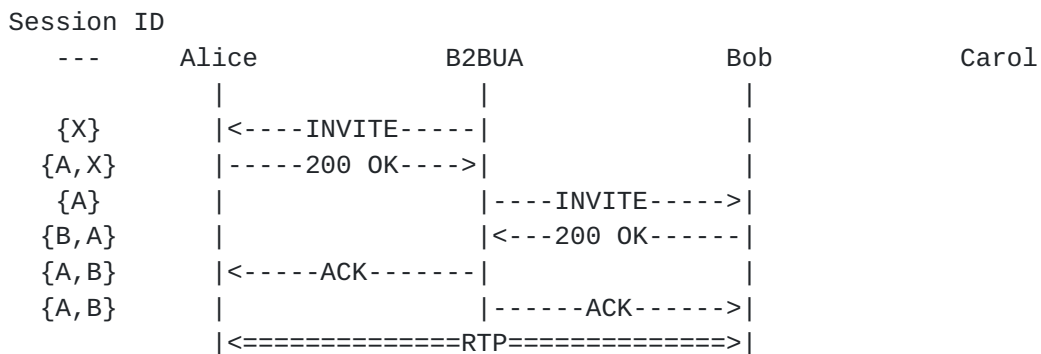 Session ID
---     Alice            B2BUA             Bob            Carol
          |                |                |
{X}       |<----INVITE-----|                |
{A,X}     |-----200 OK---->|                |
{A}       |                |----INVITE----->|
{B,A}     |                |<---200 OK------|
{A,B}     |<-----ACK-------|                |
{A,B}     |                |------ACK------>|
          |<==============RTP==============>|